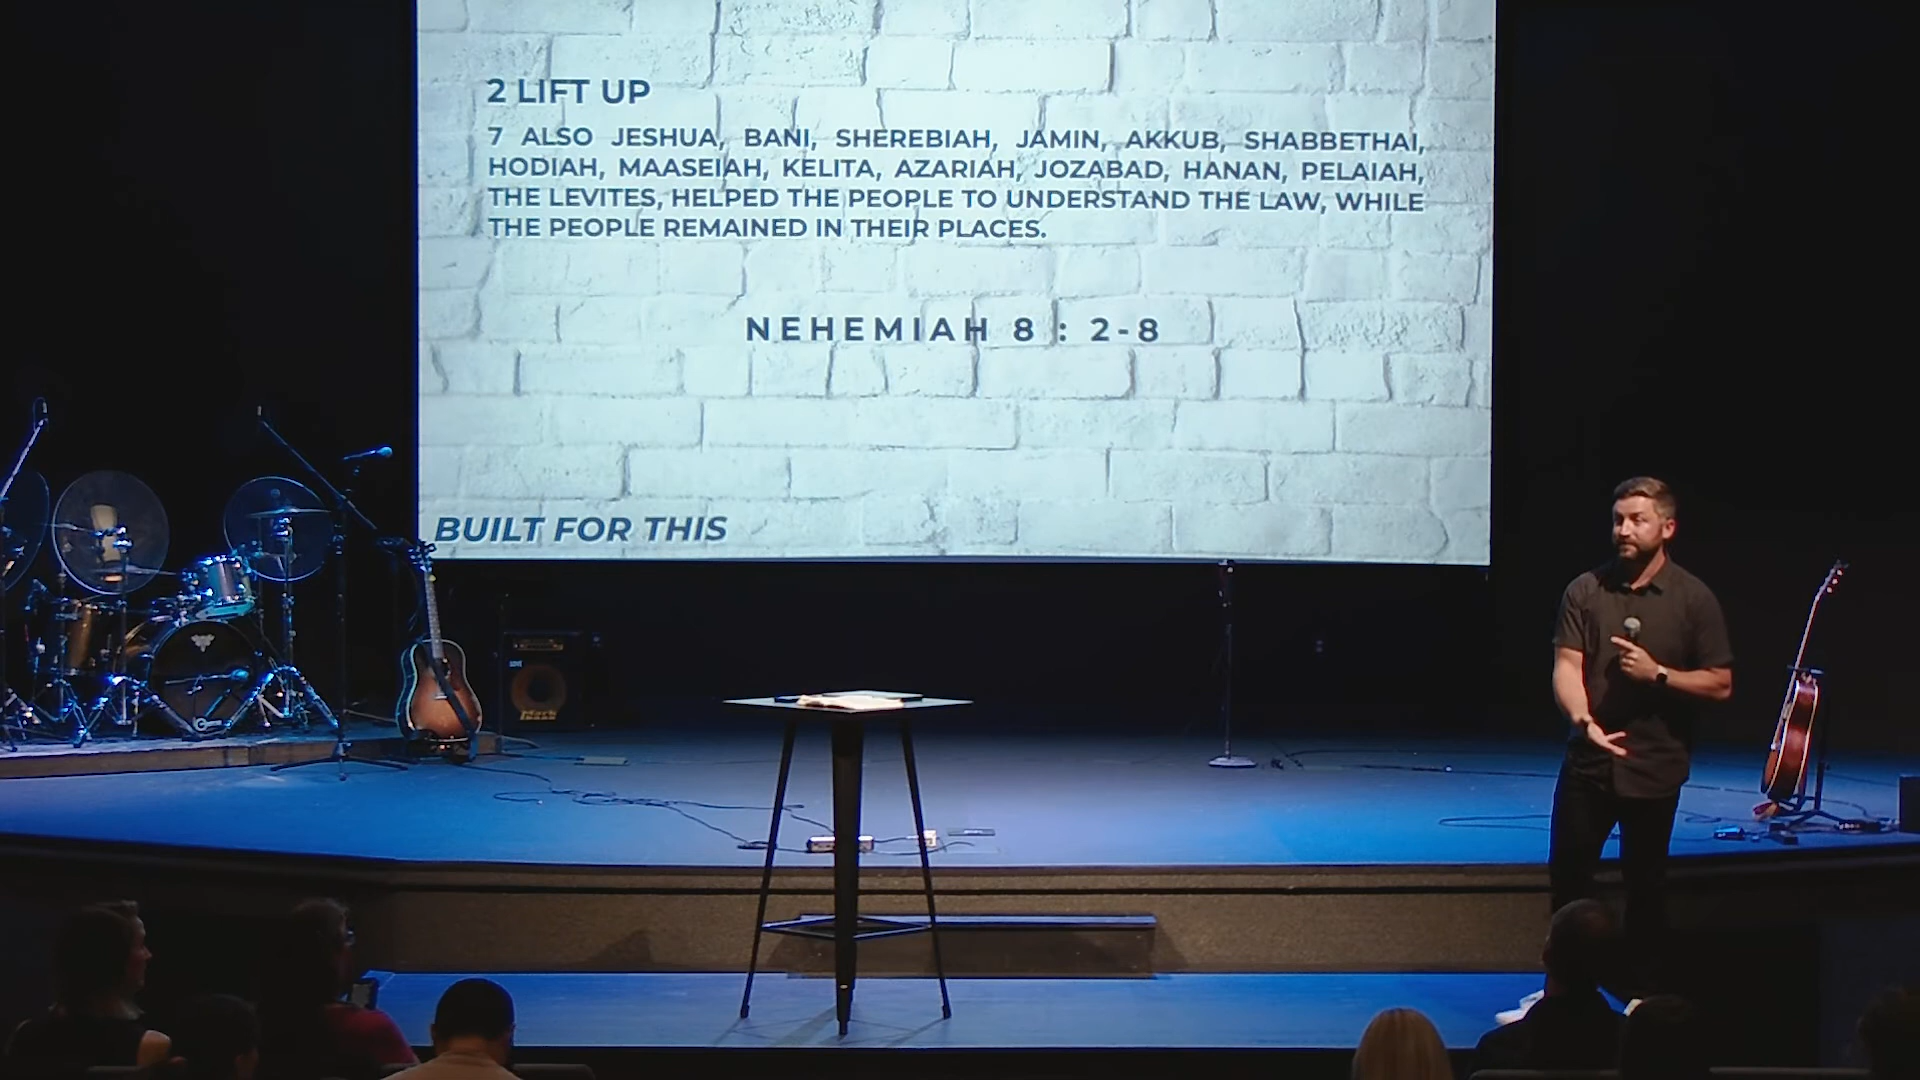 2 LIFT UP
7 ALSO JESHUA, BANI, SHEREBIAH, JAMIN, AKKUB, SHABBETHAI,
HODIAH, MAASEIAH, KELITA, AZARIAH, JOZABAD, HANAN, PELAIAH,
THE LEVITES, HELPED THE PEOPLE TO UNDERSTAND THE LAW, WHILE
THE PEOPLE REMAINED IN THEIR PLACES.
NEHEMIAH 8 : 2-8
BUILT FOR THIS